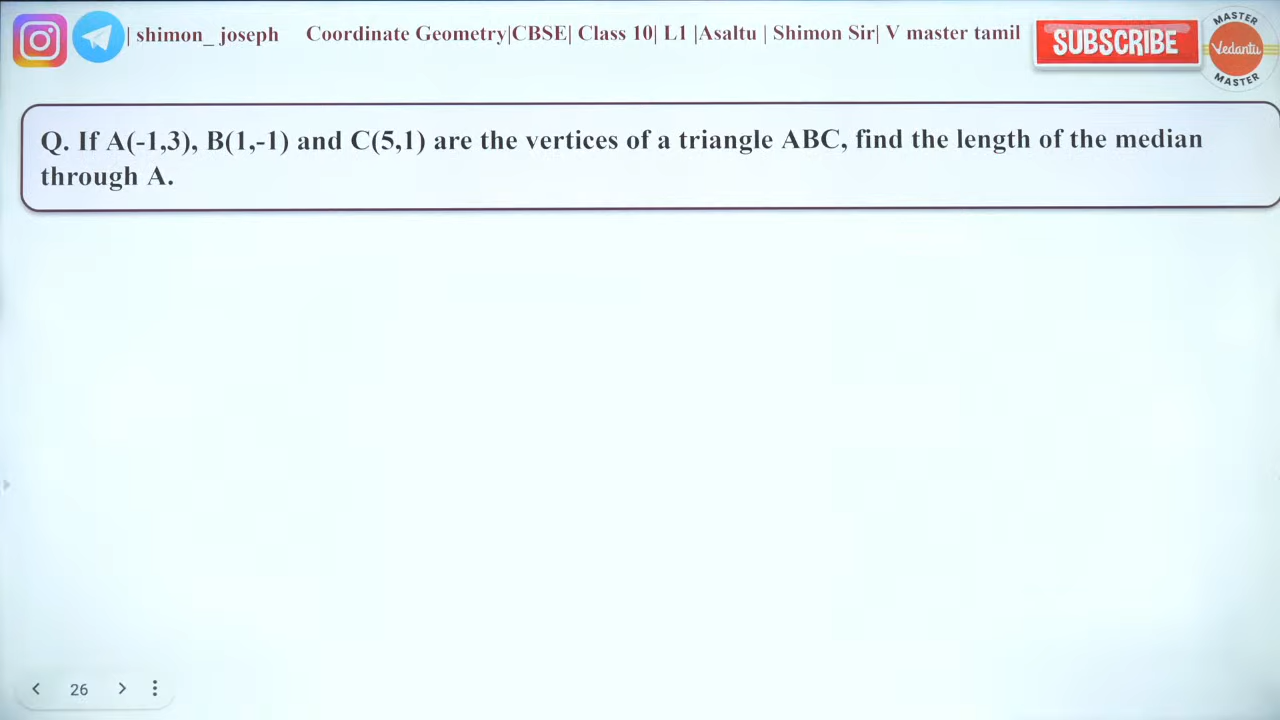 | shimon_ joseph Coordinate Geometry|CBSE| Class 10| L1 |Asaltu | Shimon Sir| V master tamil
SUBSCRIBE
MASTER
Vedantu
MASTER
Q. If A(-1,3), B(1,-1) and C(5,1) are the vertices of a triangle ABC, find the length of the median
through A.
26